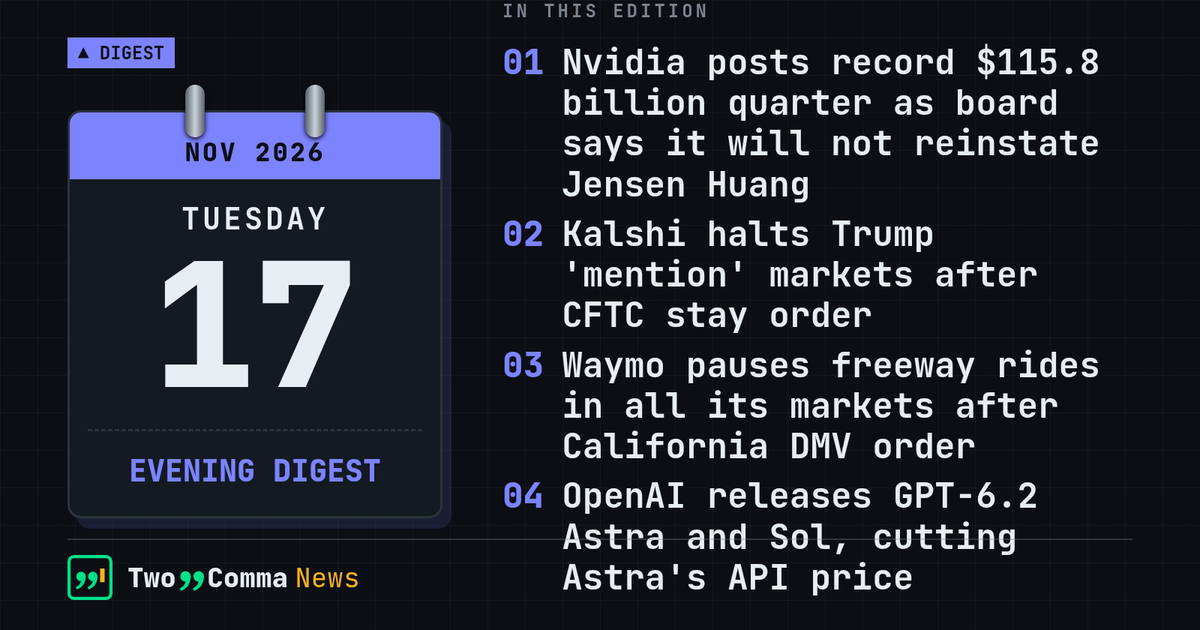 IN THIS EDITION
▲ DIGEST
NOV 2026
TUESDAY
17
EVENING DIGEST
01 Nvidia posts record $115.8
billion quarter as board
says it will not reinstate
Jensen Huang
02 Kalshi halts Trump
'mention' markets after
CFTC stay order
03 Waymo pauses freeway rides
in all its markets after
California DMV order
04 OpenAI releases GPT-6.2
Astra and Sol, cutting
Astra's API price
Two,,Comma News